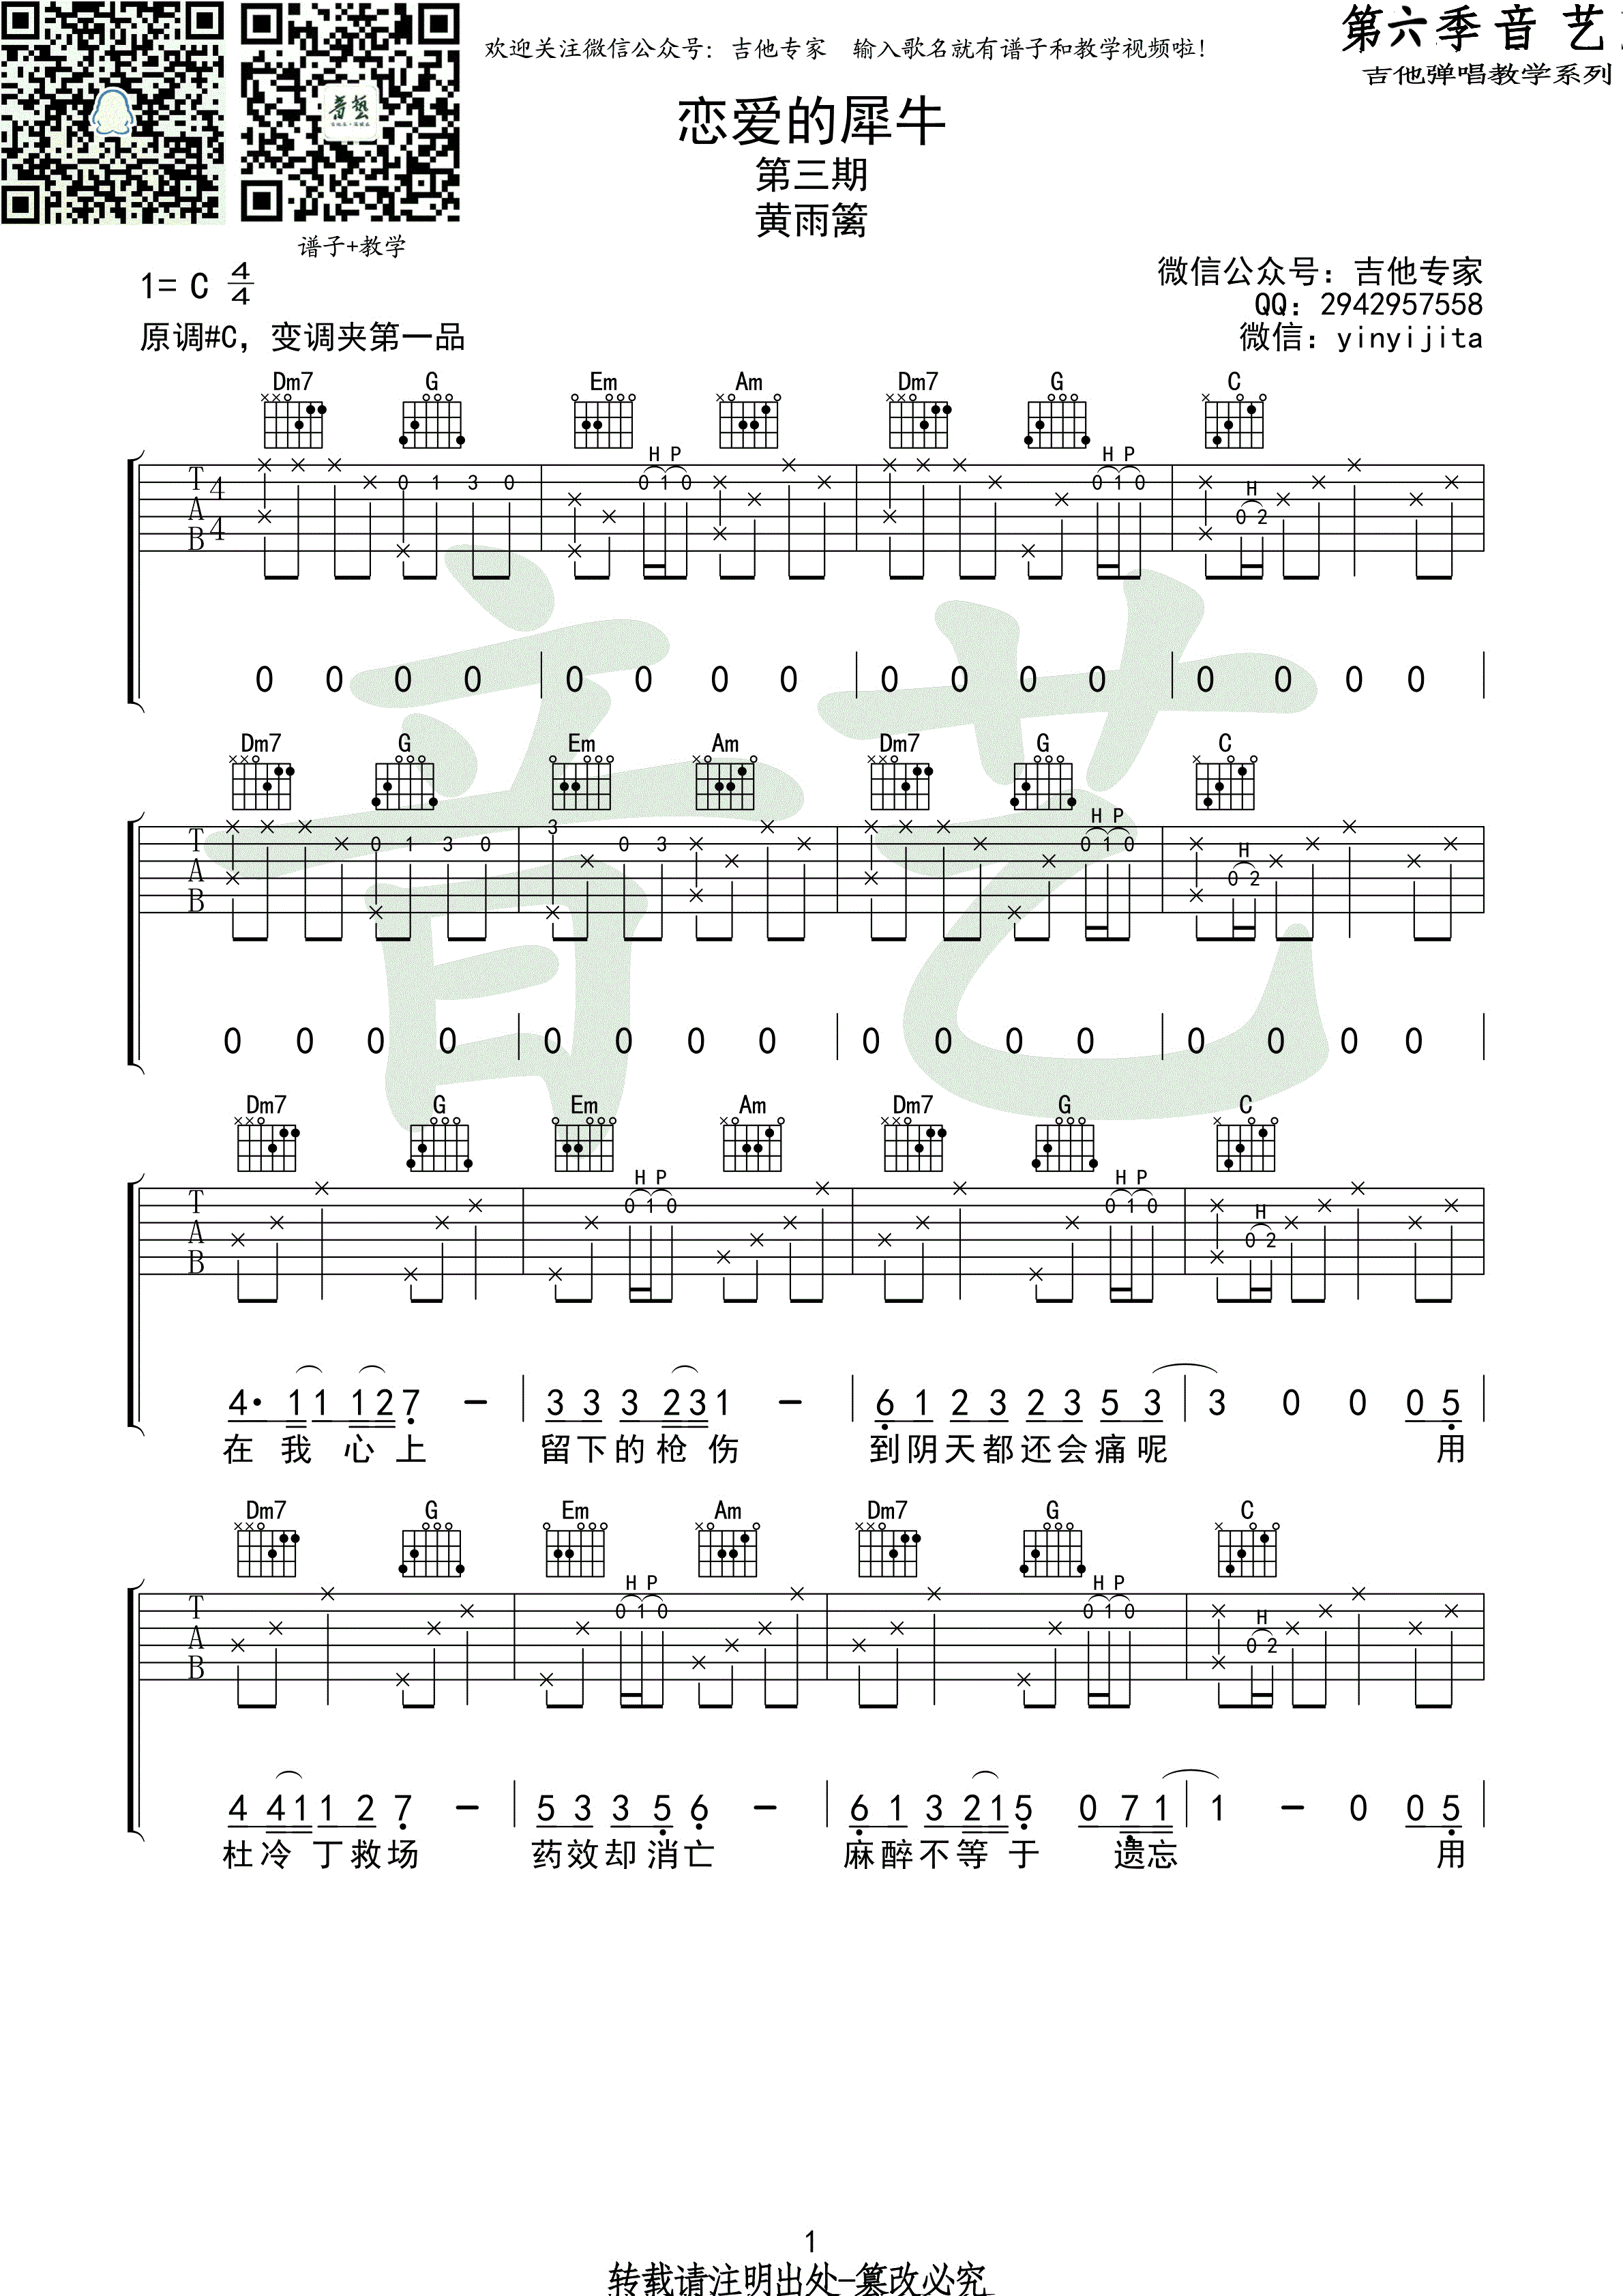 欢迎关注微信公众号：吉他专家　输入歌名就有谱子和教学视频啦！
第六季音 艺
吉他弹唱教学系列
音藝
恋爱的犀牛
第三期
黄雨篱
谱子+教学
1= C 4/4
原调#C，变调夹第一品
微信公众号：吉他专家
QQ：2942957558
微信：yinyijita
Dm7 G Em Am Dm7 G C
H P H P H
T A B 4/4 0 1 3 0 0 1 0 0 1 0 0 2
0 0 0 0 | 0 0 0 0 | 0 0 0 0 | 0 0 0 0 |
Dm7 G Em Am Dm7 G C
H P H
T A B 0 1 3 0 3 0 3 0 1 0 0 2
0 0 0 0 | 0 0 0 0 | 0 0 0 0 | 0 0 0 0 |
Dm7 G Em Am Dm7 G C
H P H P H
T A B 0 1 0 0 1 0 0 2
4· 1 1 1 2 7 - | 3 3 3 2 3 1 - | 6 1 2 3 2 3 5 3 | 3 0 0 0 5 |
在 我 心 上 留下的枪 伤 到阴天都还会痛呢 用
Dm7 G Em Am Dm7 G C
H P H P H
T A B 0 1 0 0 1 0 0 2
4 4 1 1 2 7 - | 5 3 3 5 6 - | 6 1 3 2 1 5 0 7 1 | 1 - 0 0 5 |
杜冷 丁救场 药效却 消亡 麻醉不等 于 遗忘 用
音艺
1
转载请注明出处-篡改必究